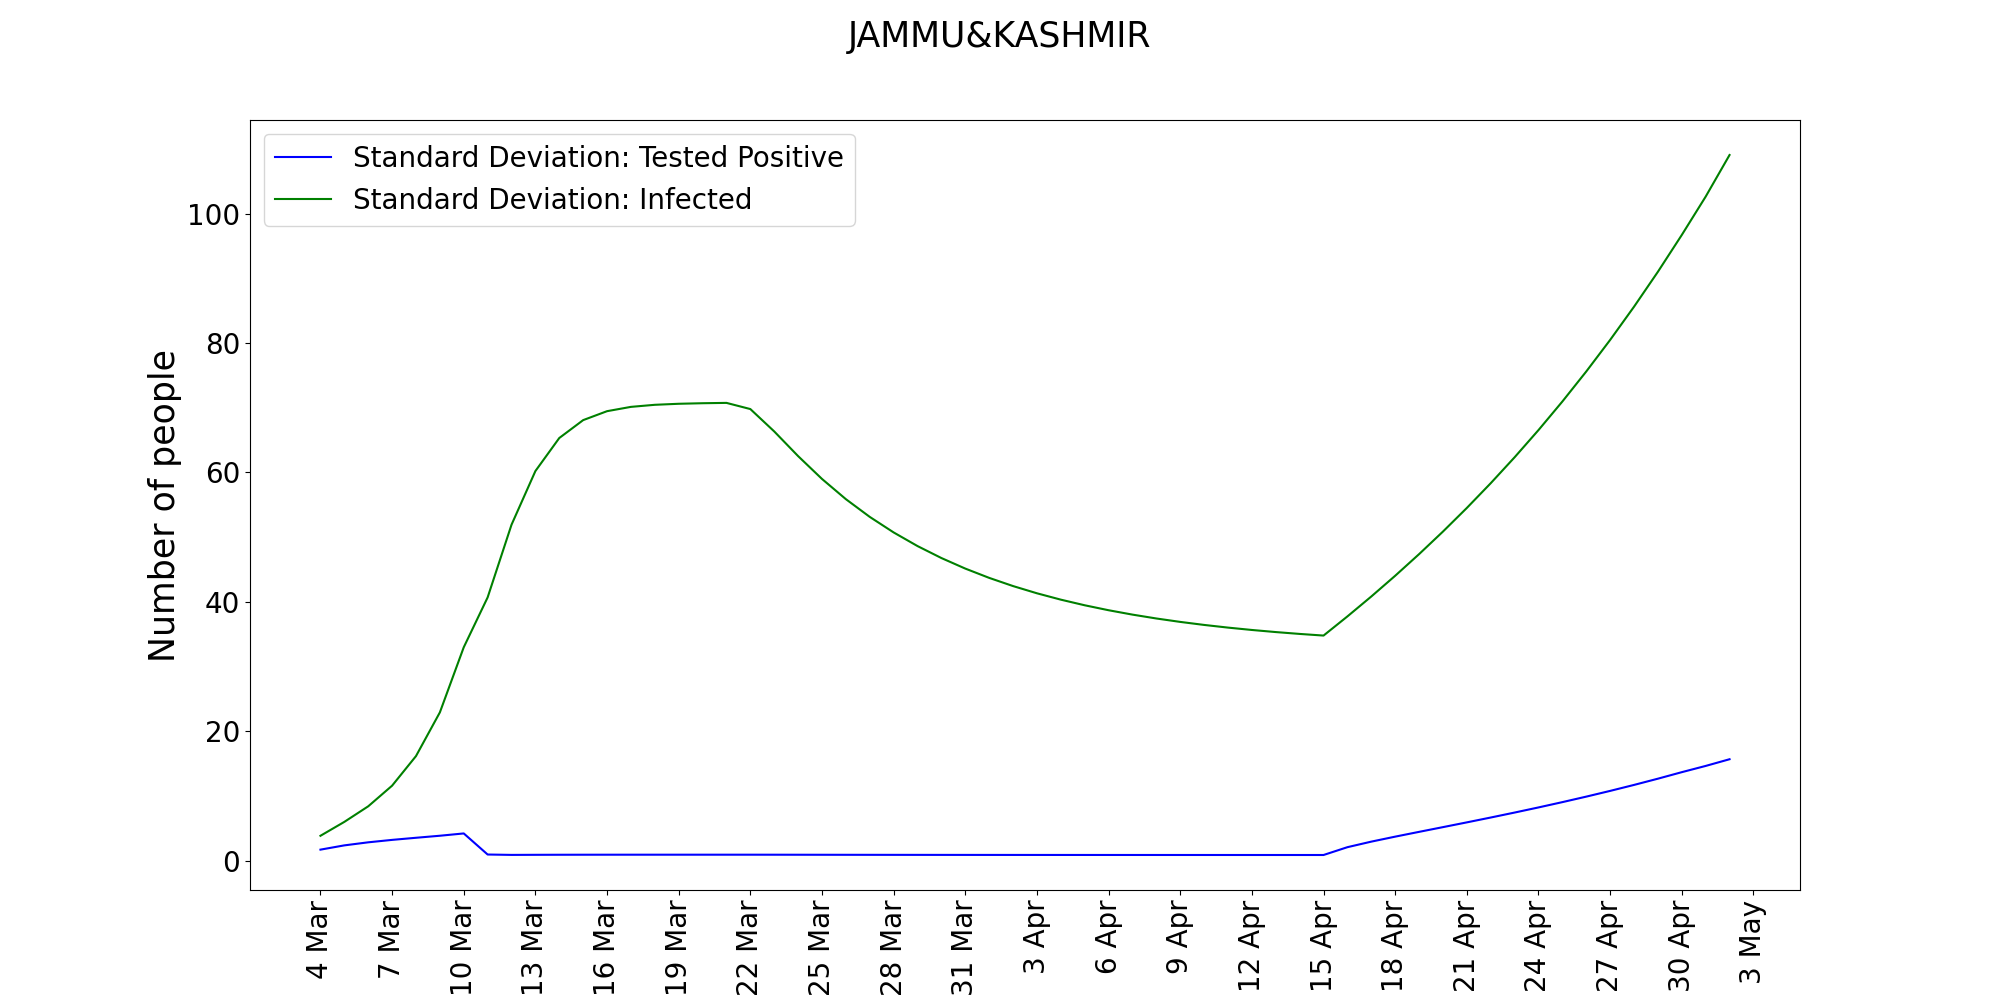 JAMMU&KASHMIR
Standard Deviation: Tested Positive
Standard Deviation: Infected
Number of people
100
80
60
40
20
0
4 Mar
7 Mar
10 Mar
13 Mar
16 Mar
19 Mar
22 Mar
25 Mar
28 Mar
31 Mar
3 Apr
6 Apr
9 Apr
12 Apr
15 Apr
18 Apr
21 Apr
24 Apr
27 Apr
30 Apr
3 May